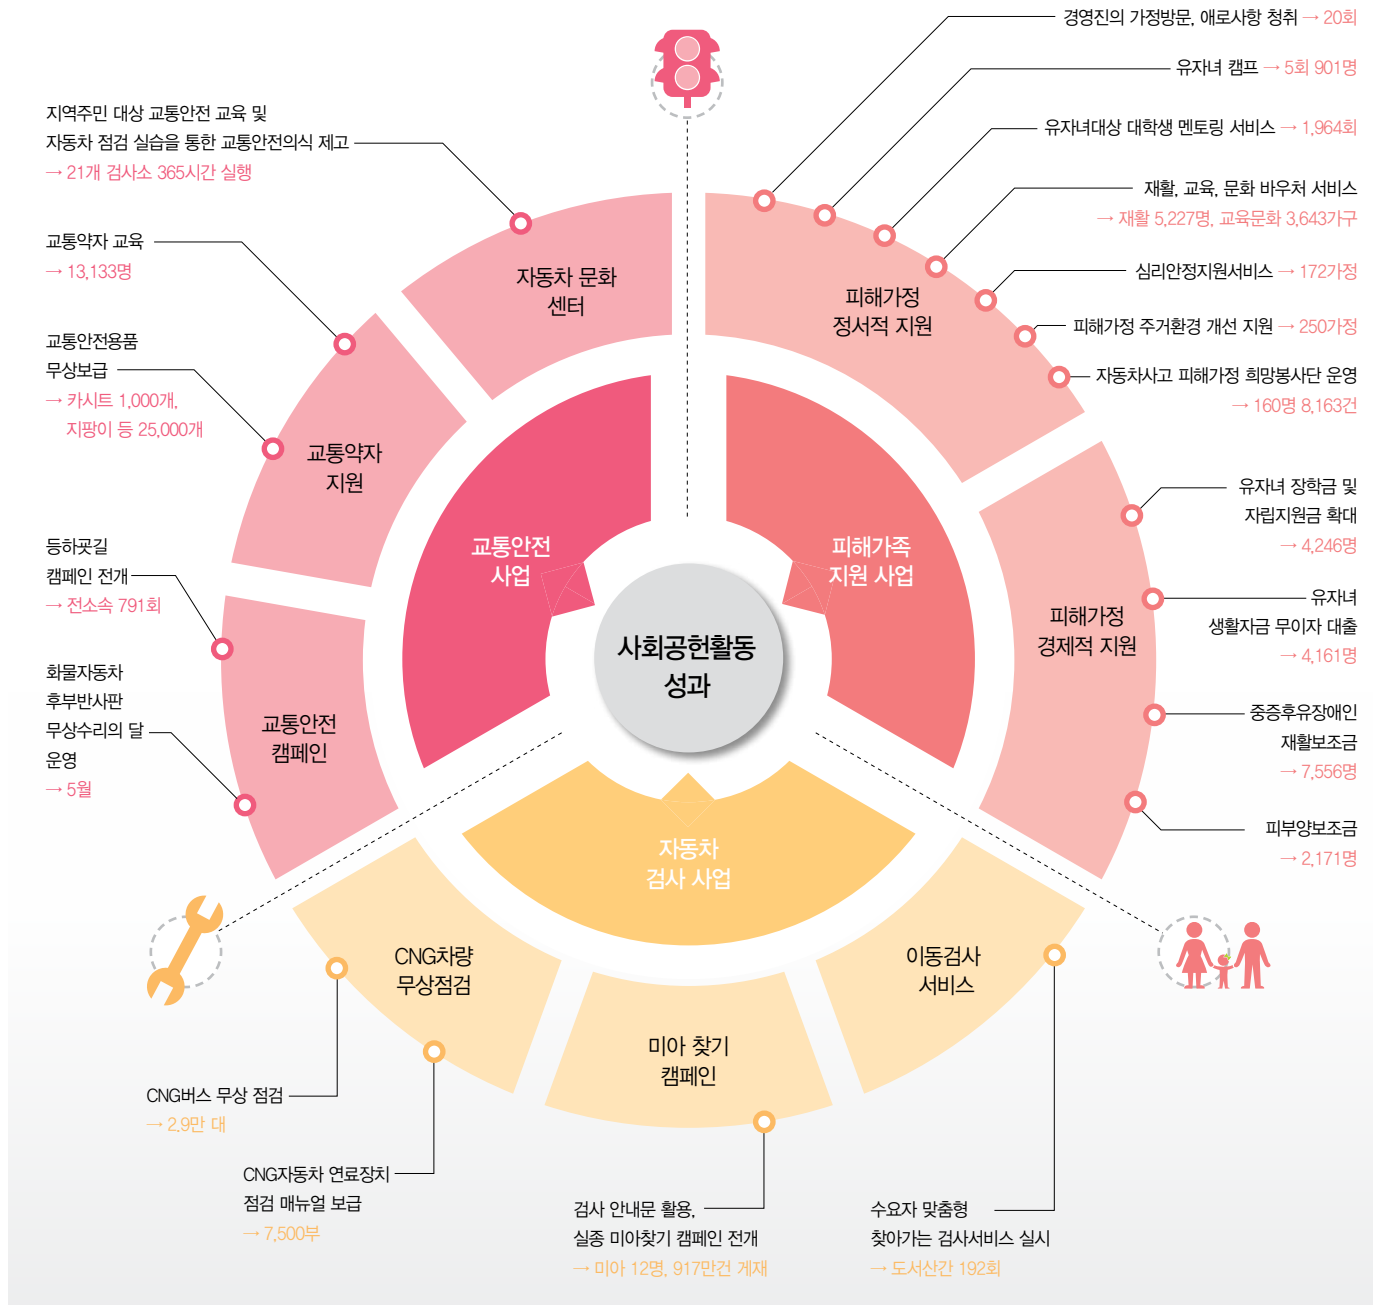 경영진의 가정방문, 애로사항 청취 → 20회
유자녀 캠프 → 5회 901명
유자녀대상 대학생 멘토링 서비스 → 1,964회
재활, 교육, 문화 바우처 서비스
→ 재활 5,227명, 교육문화 3,643가구
심리안정지원서비스 → 172가정
피해가정 주거환경 개선 지원 → 250가정
자동차사고 피해가정 희망봉사단 운영
→ 160명 8,163건
지역주민 대상 교통안전 교육 및
자동차 점검 실습을 통한 교통안전의식 제고
→ 21개 검사소 365시간 실행
교통약자 교육
→ 13,133명
교통안전용품
무상보급
→ 카시트 1,000개,
지팡이 등 25,000개
등하굣길
캠페인 전개
→ 전소속 791회
화물자동차
후부반사판
무상수리의 달
운영
→ 5월
자동차 문화
센터
교통약자
지원
교통안전
캠페인
피해가정
정서적 지원
피해가정
경제적 지원
교통안전
사업
피해가족
지원 사업
사회공헌활동
성과
자동차
검사 사업
유자녀 장학금 및
자립지원금 확대
→ 4,246명
유자녀
생활자금 무이자 대출
→ 4,161명
중증후유장애인
재활보조금
→ 7,556명
피부양보조금
→ 2,171명
CNG차량
무상점검
미아 찾기
캠페인
이동검사
서비스
CNG버스 무상 점검
→ 2.9만 대
CNG자동차 연료장치
점검 매뉴얼 보급
→ 7,500부
검사 안내문 활용,
실종 미아찾기 캠페인 전개
→ 미아 12명, 917만건 게재
수요자 맞춤형
찾아가는 검사서비스 실시
→ 도서산간 192회